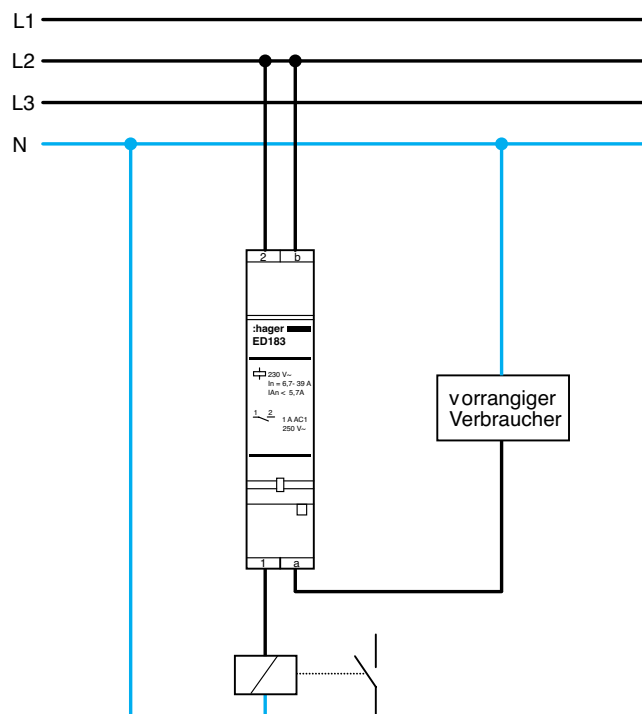 L1
L2
L3
N
2 b
:hager
ED183
230 V~
In = 6,7- 39 A
IAn < 5,7A
1 2
1 A AC1
250 V~
vorrangiger
Verbraucher
1 a